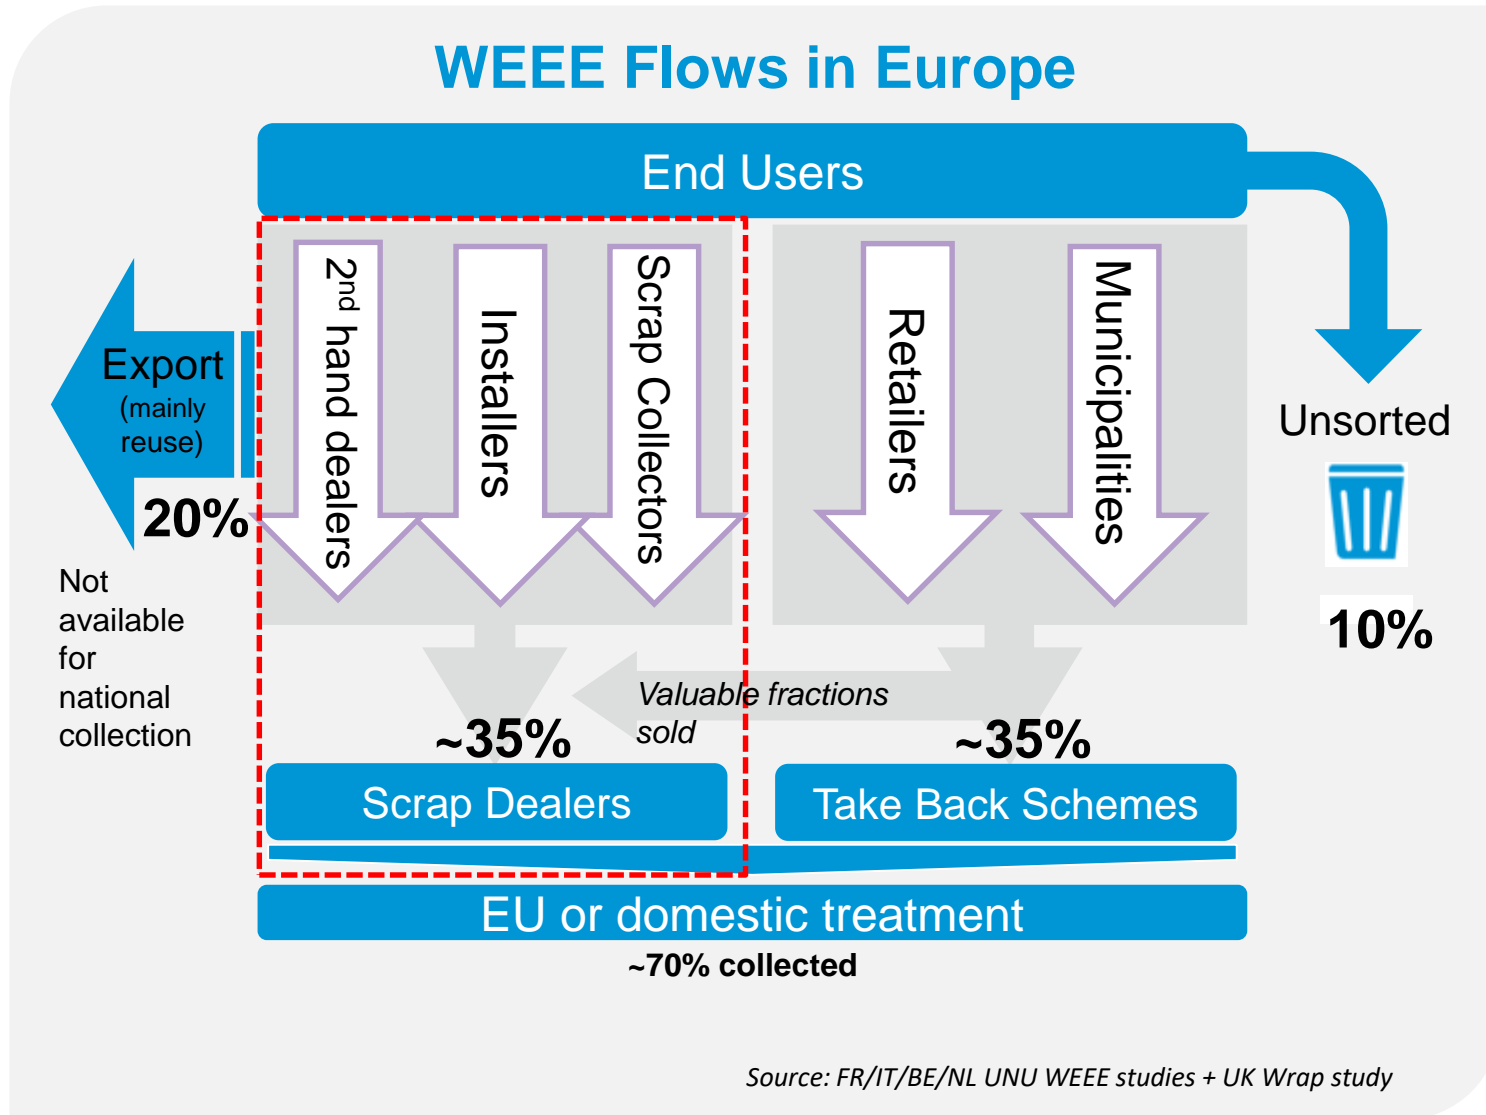 WEEE Flows in Europe
End Users
Export
(mainly
reuse)
20%
Not
available
for
national
collection
2nd hand dealers
Installers
Scrap Collectors
Retailers
Municipalities
Unsorted
10%
Valuable fractions
sold
~35%
~35%
Scrap Dealers
Take Back Schemes
EU or domestic treatment
~70% collected
Source: FR/IT/BE/NL UNU WEEE studies + UK Wrap study